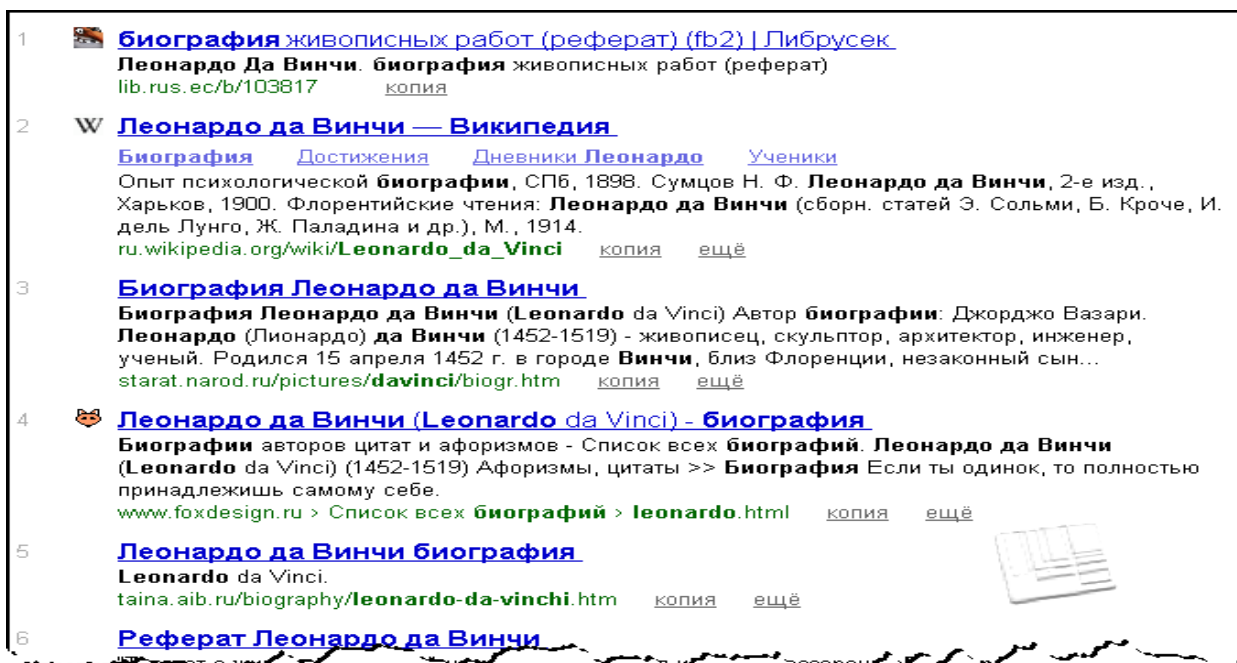 1 биография живописных работ (реферат) (fb2) | Либрусек
Леонардо Да Винчи. биография живописных работ (реферат)
lib.rus.ec/b/103817 копия
2 W Леонардо да Винчи — Википедия
Биография Достижения Дневники Леонардо Ученики
Опыт психологической биографии, СПб, 1898. Сумцов Н. Ф. Леонардо да Винчи, 2-е изд.,
Харьков, 1900. Флорентийские чтения: Леонардо да Винчи (сборн. статей Э. Сольми, Б. Кроче, И.
дель Лунго, Ж. Паладина и др.), М., 1914.
ru.wikipedia.org/wiki/Leonardo_da_Vinci копия ещё
3 Биография Леонардо да Винчи
Биография Леонардо да Винчи (Leonardo da Vinci) Автор биографии: Джорджо Вазари.
Леонардо (Лионардо) да Винчи (1452-1519) - живописец, скульптор, архитектор, инженер,
ученый. Родился 15 апреля 1452 г. в городе Винчи, близ Флоренции, незаконный сын...
starat.narod.ru/pictures/davinci/biogr.htm копия ещё
4 Леонардо да Винчи (Leonardo da Vinci) - биография
Биографии авторов цитат и афоризмов - Список всех биографий. Леонардо да Винчи
(Leonardo da Vinci) (1452-1519) Афоризмы, цитаты >> Биография Если ты одинок, то полностью
принадлежишь самому себе.
www.foxdesign.ru › Список всех биографий › leonardo.html копия ещё
5 Леонардо да Винчи биография
Leonardo da Vinci.
taina.aib.ru/biography/leonardo-da-vinchi.htm копия ещё
6 Реферат Леонардо да Винчи